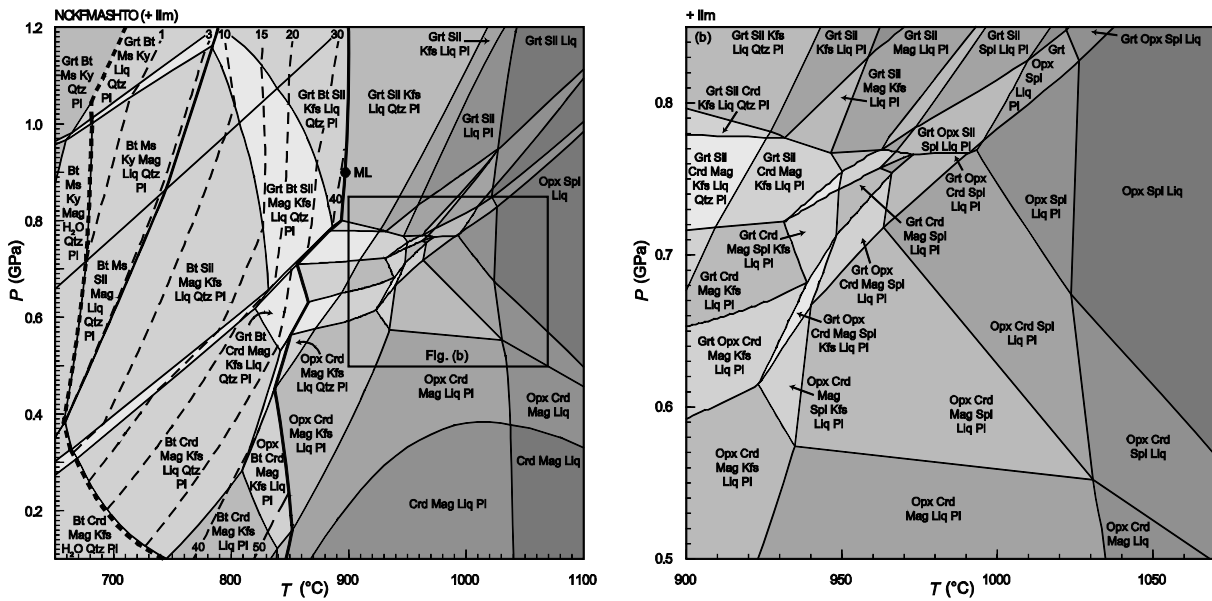 NCKFMASHTO (+ Ilm)
1.2
1.0
0.8
0.6
0.4
0.2
P (GPa)
700
800
900
1000
1100
T (°C)
1
3
10
15
20
30
40
40
50
Grt Bt
Ms Ky
Liq
Qtz
Pl
Grt Bt
Ms Ky
Qtz
Pl
Bt Ms
Ky Mag
Liq Qtz
Pl
Bt
Ms
Ky
Mag
H2O
Qtz
Pl
Bt Ms
Sil
Mag
Liq
Qtz
Pl
Bt Sil
Mag Kfs
Liq Qtz Pl
Grt Bt Sil
Kfs Liq
Qtz Pl
Grt Bt Sil
Mag Kfs
Liq Qtz
Pl
Grt Sil Kfs
Liq Qtz Pl
ML
Grt Sil
Kfs Liq Pl
Grt Sil Liq
Grt Sil
Liq Pl
Opx Spl
Liq
Grt Bt
Crd Mag
Kfs Liq
Qtz Pl
Opx Crd
Mag Kfs
Liq Qtz Pl
Fig. (b)
Opx Crd
Mag Liq Pl
Opx Crd
Mag Liq
Opx Crd
Mag Kfs
Liq Pl
Bt Crd
Mag Kfs
Liq Qtz
Pl
Opx
Bt Crd
Mag
Kfs Liq
Pl
Crd Mag Liq
Crd Mag Liq Pl
Bt Crd
Mag Kfs
Liq Pl
Bt Crd
Mag Kfs
H2O Qtz Pl
+ Ilm
(b)
0.8
0.7
0.6
0.5
P (GPa)
900
950
1000
1050
T (°C)
Grt Sil Kfs
Liq Qtz Pl
Grt Sil
Kfs Liq Pl
Grt Sil
Mag Liq Pl
Grt Sil
Spl Liq Pl
Grt
Opx
Spl
Liq
Pl
Grt Opx Spl Liq
Grt Sil Crd
Kfs Liq Qtz Pl
Grt Sil
Mag Kfs
Liq Pl
Grt Opx Sil
Spl Liq Pl
Grt Sil
Crd Mag
Kfs Liq
Qtz Pl
Grt Sil
Crd Mag
Kfs Liq Pl
Grt Opx
Crd Spl
Liq Pl
Opx Spl
Liq Pl
Opx Spl Liq
Grt Crd
Mag Spl
Liq Pl
Grt Crd
Mag Spl
Kfs Liq Pl
Grt Crd
Mag Kfs
Liq Pl
Grt Opx
Crd Mag Spl
Liq Pl
Grt Opx
Crd Mag Spl
Kfs Liq Pl
Opx Crd Spl
Liq Pl
Grt Opx Crd
Mag Kfs
Liq Pl
Opx Crd
Mag
Spl Kfs
Liq Pl
Opx Crd
Mag Spl
Liq Pl
Opx Crd
Spl Liq
Opx Crd
Mag Kfs
Liq Pl
Opx Crd
Mag Liq Pl
Opx Crd
Mag Liq